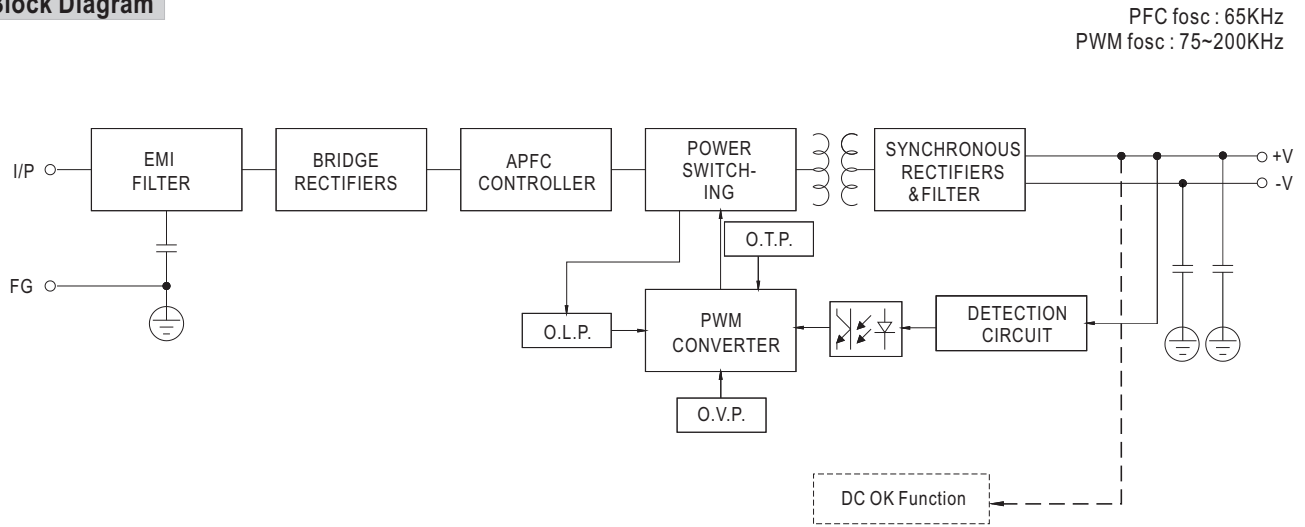 Block Diagram
PFC fosc : 65KHz
PWM fosc : 75~200KHz
I/P
EMI
FILTER
BRIDGE
RECTIFIERS
APFC
CONTROLLER
POWER
SWITCH-
ING
SYNCHRONOUS
RECTIFIERS
&FILTER
+V
-V
FG
O.T.P.
O.L.P.
PWM
CONVERTER
DETECTION
CIRCUIT
O.V.P.
DC OK Function